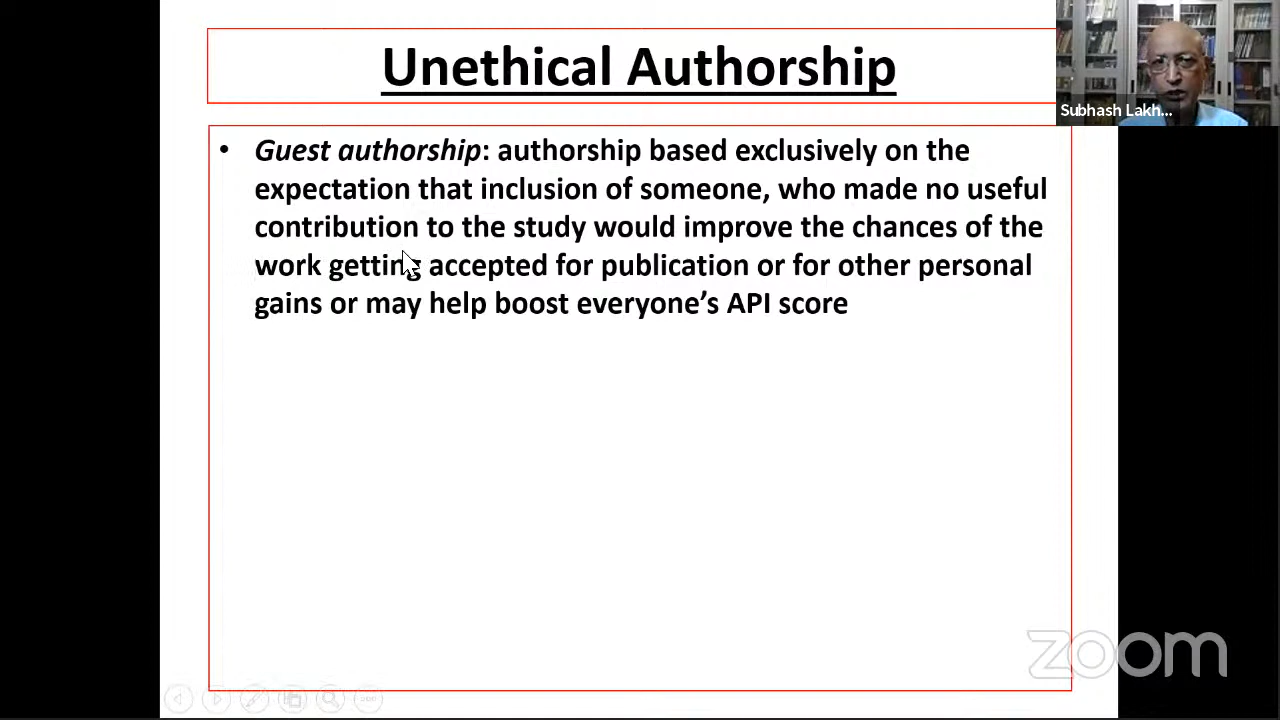 Unethical Authorship
Subhash Lakh...
• Guest authorship: authorship based exclusively on the
expectation that inclusion of someone, who made no useful
contribution to the study would improve the chances of the
work getting accepted for publication or for other personal
gains or may help boost everyone's API score
zoom